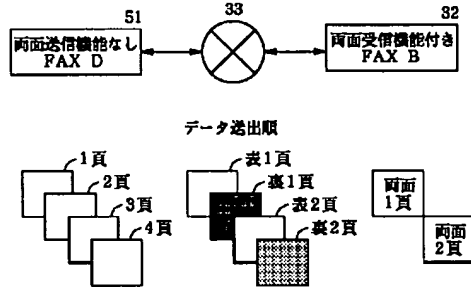 51
33
32
両面送信機能なし
FAX D
両面受信機能付き
FAX B
データ送出順
1頁
2頁
3頁
4頁
表1頁
裏1頁
表2頁
裏2頁
両面
1頁
両面
2頁